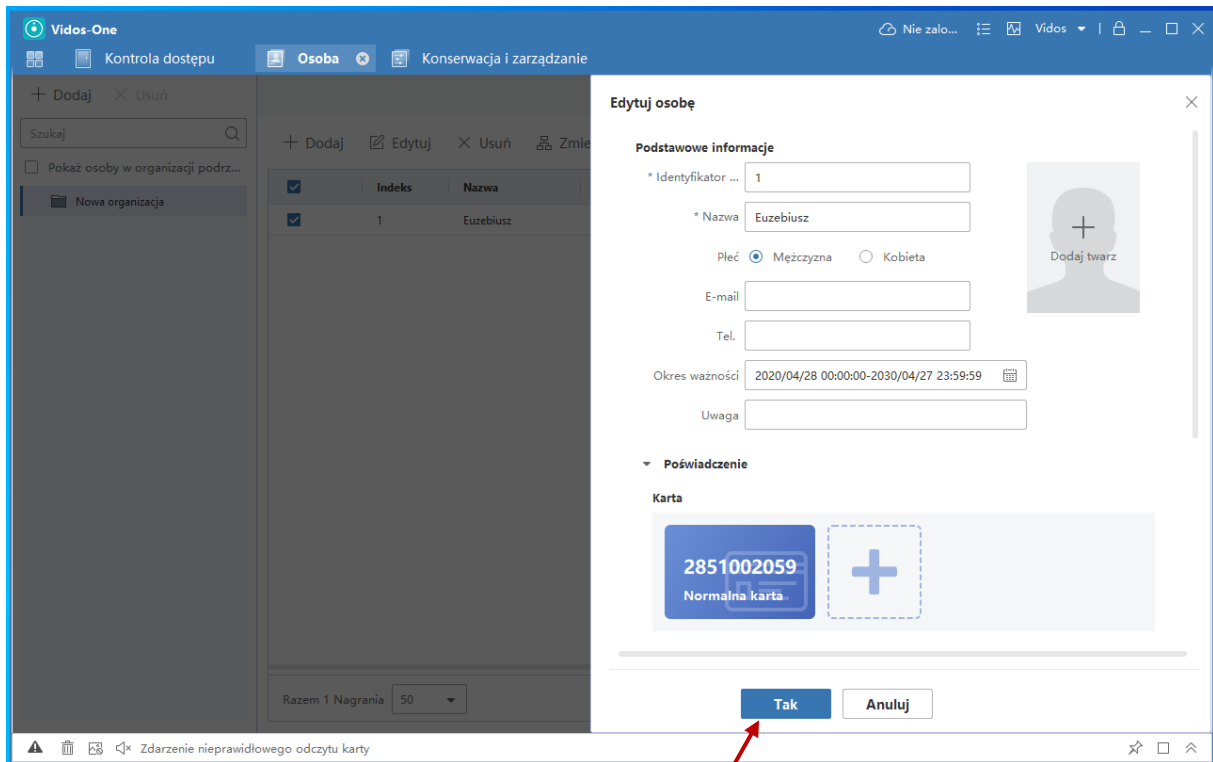 Vidos-One
Nie zalo...
Vidos
Kontrola dostępu
Osoba
Konserwacja i zarządzanie
Dodaj
Usuń
Szukaj
Pokaż osoby w organizacji podrz...
Nowa organizacja
Dodaj
Edytuj
Usuń
Zmie
Indeks
Nazwa
1
Euzebiusz
Razem 1 Nagrania
50
Edytuj osobę
Podstawowe informacje
* Identyfikator ...
1
* Nazwa
Euzebiusz
Płeć
Mężczyzna
Kobieta
Dodaj twarz
E-mail
Tel.
Okres ważności
2020/04/28 00:00:00-2030/04/27 23:59:59
Uwaga
Poświadczenie
Karta
2851002059
Normalna karta
Tak
Anuluj
Zdarzenie nieprawidłowego odczytu karty